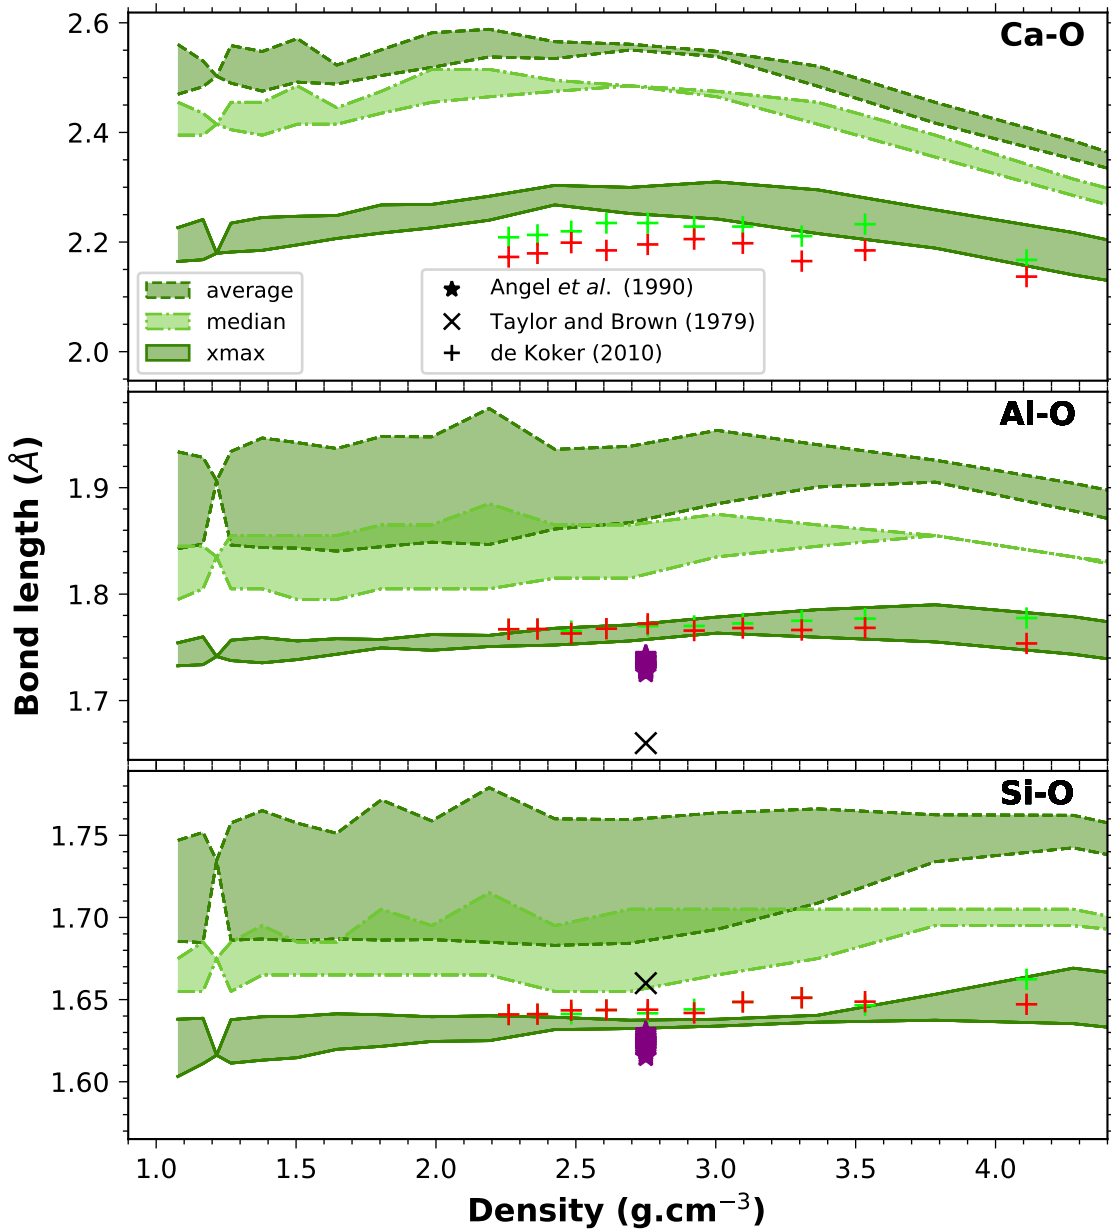 Ca-O
2.6
2.4
2.2
2.0
average
median
xmax
Angel et al. (1990)
Taylor and Brown (1979)
de Koker (2010)
Al-O
1.9
1.8
1.7
Bond length (Å)
Si-O
1.75
1.70
1.65
1.60
1.0 1.5 2.0 2.5 3.0 3.5 4.0
Density (g.cm⁻³)